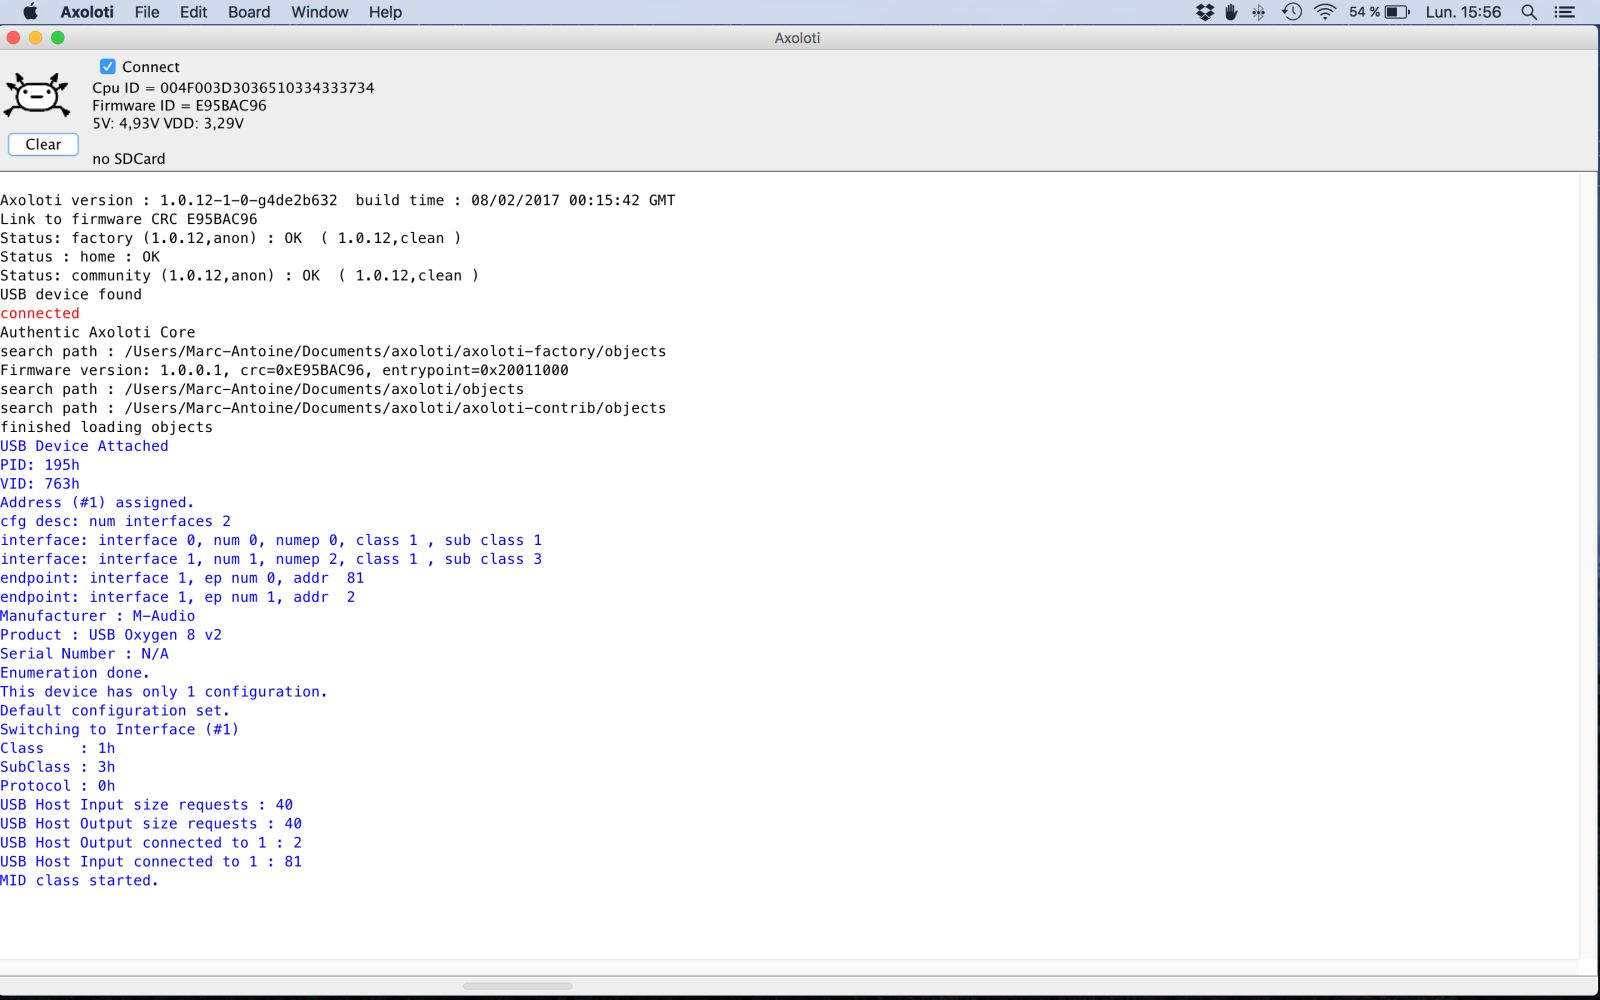 Axoloti File Edit Board Window Help 54 % Lun. 15:56
Axoloti
Connect
Cpu ID = 004F003D3036510334333734
Firmware ID = E95BAC96
5V: 4,93V VDD: 3,29V
Clear
no SDCard
Axoloti version : 1.0.12-1-0-g4de2b632  build time : 08/02/2017 00:15:42 GMT
Link to firmware CRC E95BAC96
Status: factory (1.0.12,anon) : OK  ( 1.0.12,clean )
Status : home : OK
Status: community (1.0.12,anon) : OK  ( 1.0.12,clean )
USB device found
connected
Authentic Axoloti Core
search path : /Users/Marc-Antoine/Documents/axoloti/axoloti-factory/objects
Firmware version: 1.0.0.1, crc=0xE95BAC96, entrypoint=0x20011000
search path : /Users/Marc-Antoine/Documents/axoloti/objects
search path : /Users/Marc-Antoine/Documents/axoloti/axoloti-contrib/objects
finished loading objects
USB Device Attached
PID: 195h
VID: 763h
Address (#1) assigned.
cfg desc: num interfaces 2
interface: interface 0, num 0, numep 0, class 1 , sub class 1
interface: interface 1, num 1, numep 2, class 1 , sub class 3
endpoint: interface 1, ep num 0, addr  81
endpoint: interface 1, ep num 1, addr  2
Manufacturer : M-Audio
Product : USB Oxygen 8 v2
Serial Number : N/A
Enumeration done.
This device has only 1 configuration.
Default configuration set.
Switching to Interface (#1)
Class    : 1h
SubClass : 3h
Protocol : 0h
USB Host Input size requests : 40
USB Host Output size requests : 40
USB Host Output connected to 1 : 2
USB Host Input connected to 1 : 81
MID class started.